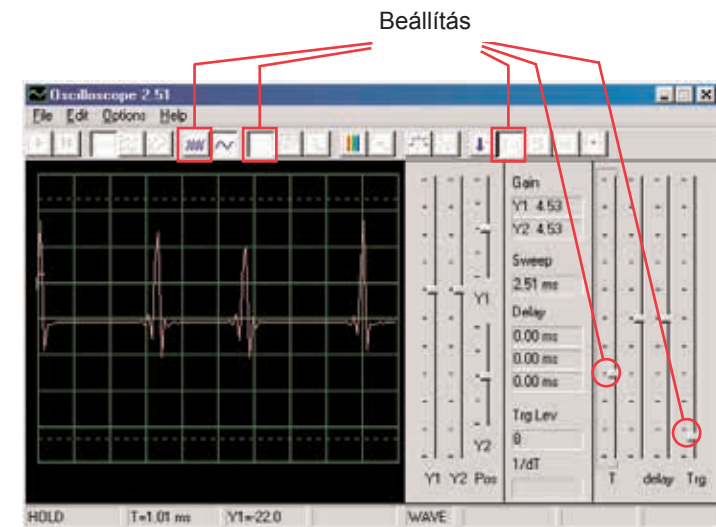 Beállítás
Oscilloscope 2.51
File Edit Options Help
Gain
Y1 4.53
Y2 4.53
Sweep
2.51 ms
Delay
0.00 ms
0.00 ms
0.00 ms
Trg Lev
0
1/dT
Y1
Y2
Y1 Y2 Pos
T delay Trg
HOLD T=1.01 ms Y1=-22.0 WAVE